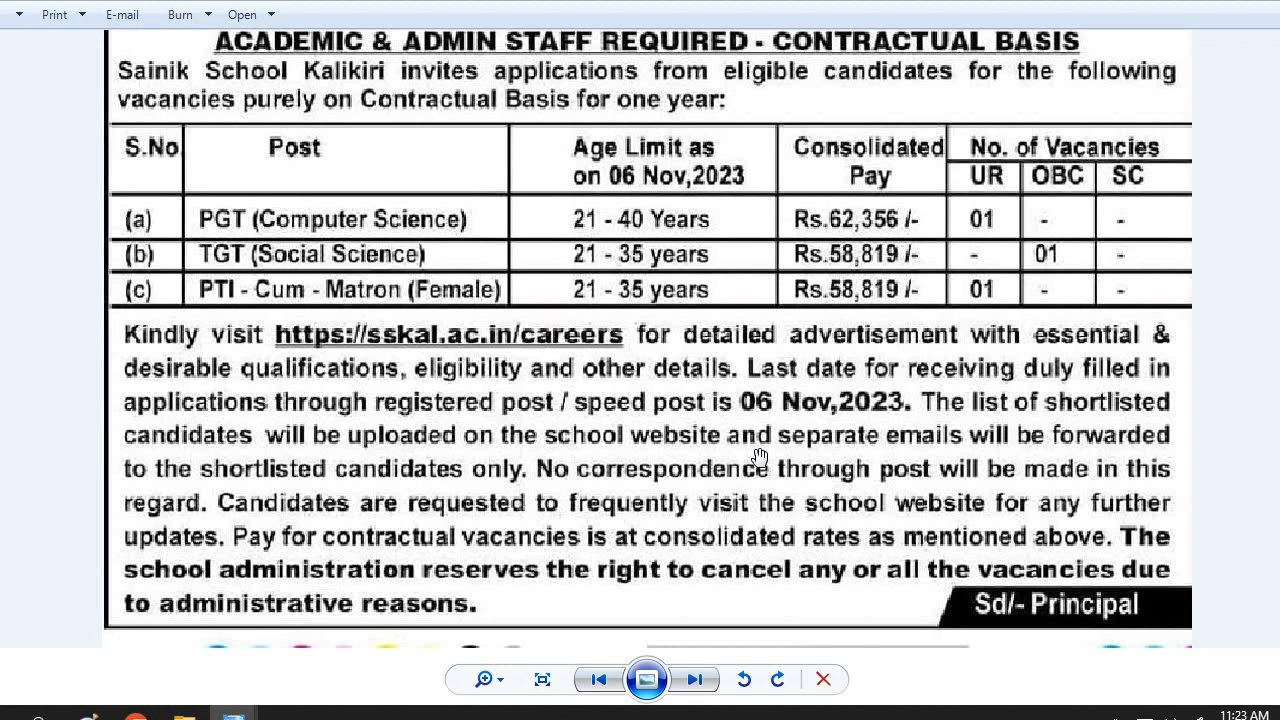 Print E-mail Burn Open
ACADEMIC & ADMIN STAFF REQUIRED - CONTRACTUAL BASIS
Sainik School Kalikiri invites applications from eligible candidates for the following
vacancies purely on Contractual Basis for one year:
S.No Post Age Limit as Consolidated No. of Vacancies
on 06 Nov,2023 Pay UR OBC SC
(a) PGT (Computer Science) 21 - 40 Years Rs.62,356 /- 01 - -
(b) TGT (Social Science) 21 - 35 years Rs.58,819 /- - 01 -
(c) PTI - Cum - Matron (Female) 21 - 35 years Rs.58,819 /- 01 - -
Kindly visit https://sskal.ac.in/careers for detailed advertisement with essential &
desirable qualifications, eligibility and other details. Last date for receiving duly filled in
applications through registered post / speed post is 06 Nov,2023. The list of shortlisted
candidates will be uploaded on the school website and separate emails will be forwarded
to the shortlisted candidates only. No correspondence through post will be made in this
regard. Candidates are requested to frequently visit the school website for any further
updates. Pay for contractual vacancies is at consolidated rates as mentioned above. The
school administration reserves the right to cancel any or all the vacancies due
to administrative reasons.
Sd/- Principal
11:23 AM